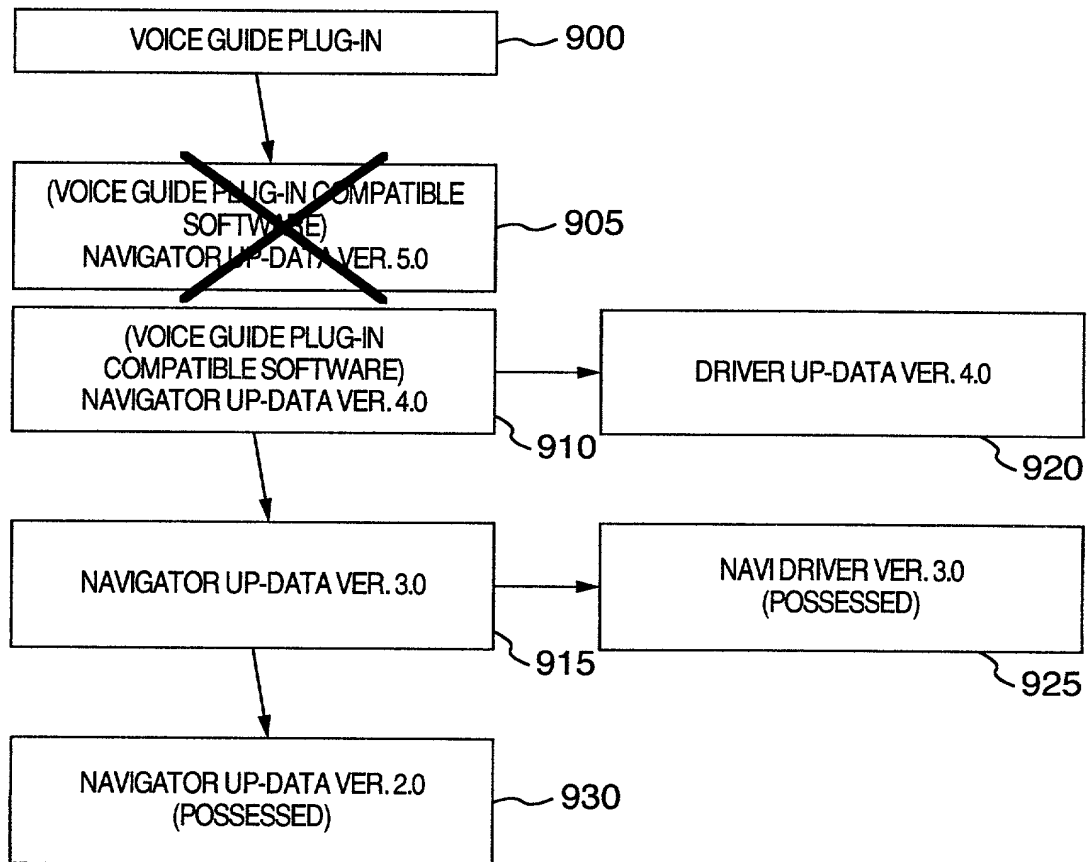 VOICE GUIDE PLUG-IN
900
(VOICE GUIDE PLUG-IN COMPATIBLE
SOFTWARE)
NAVIGATOR UP-DATA VER. 5.0
905
(VOICE GUIDE PLUG-IN
COMPATIBLE SOFTWARE)
NAVIGATOR UP-DATA VER. 4.0
910
DRIVER UP-DATA VER. 4.0
920
NAVIGATOR UP-DATA VER. 3.0
915
NAVI DRIVER VER. 3.0
(POSSESSED)
925
NAVIGATOR UP-DATA VER. 2.0
(POSSESSED)
930